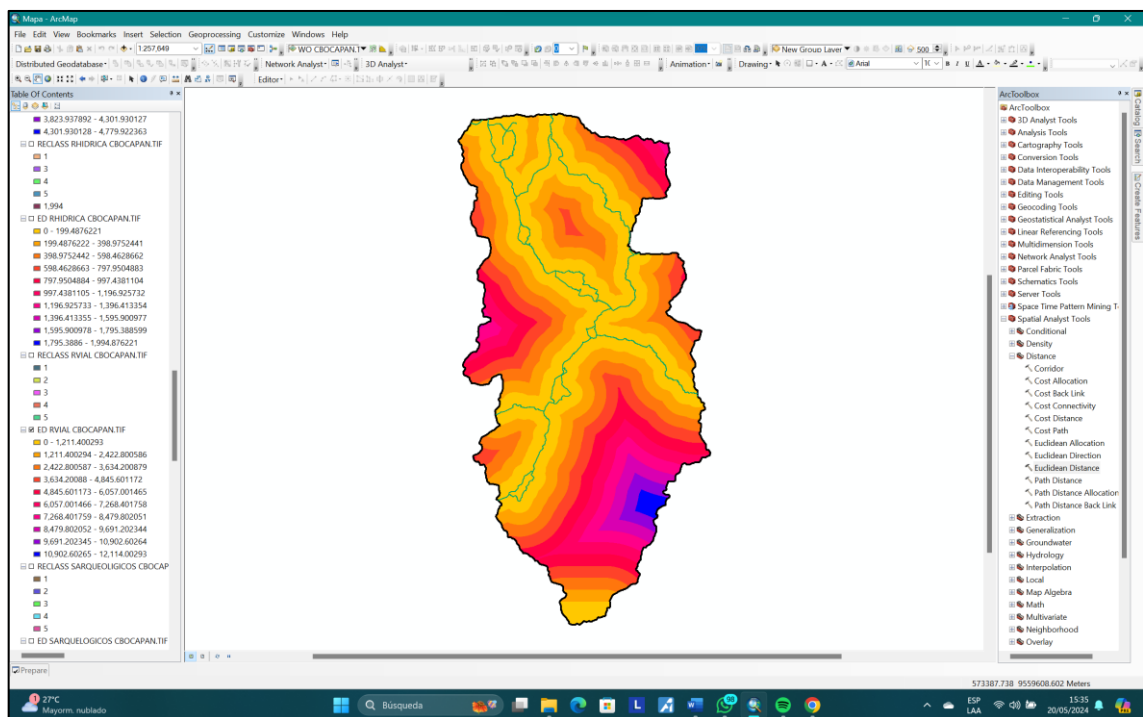 Mapa - ArcMap
File Edit View Bookmarks Insert Selection Geoprocessing Customize Windows Help
1:257,649
WO CBOCAPAN.T
New Group Layer
500
Distributed Geodatabase
Network Analyst
3D Analyst
Animation
Drawing
Arial
10
B I U A
Editor
Table Of Contents
3,823.937892 - 4,301.930127
4,301.930128 - 4,779.922363
RECLASS RHIDRICA CBOCAPAN.TIF
1
3
4
5
1,994
ED RHIDRICA CBOCAPAN.TIF
0 - 199.4876221
199.4876222 - 398.9752441
398.9752442 - 598.4628662
598.4628663 - 797.9504883
797.9504884 - 997.4381104
997.4381105 - 1,196.925732
1,196.925733 - 1,396.413354
1,396.413355 - 1,595.900977
1,595.900978 - 1,795.388599
1,795.3886 - 1,994.876221
RECLASS RVIAL CBOCAPAN.TIF
1
2
3
4
5
ED RVIAL CBOCAPAN.TIF
0 - 1,211.400293
1,211.400294 - 2,422.800586
2,422.800587 - 3,634.200879
3,634.20088 - 4,845.601172
4,845.601173 - 6,057.001465
6,057.001466 - 7,268.401758
7,268.401759 - 8,479.802051
8,479.802052 - 9,691.202344
9,691.202345 - 10,902.60264
10,902.60265 - 12,114.00293
RECLASS SARQUEOLIGICOS CBOCAP
1
2
3
4
5
ED SARQUELOGICOS CBOCAPAN.TIF
Prepare
ArcToolbox
ArcToolbox
3D Analyst Tools
Analysis Tools
Cartography Tools
Conversion Tools
Data Interoperability Tools
Data Management Tools
Editing Tools
Geocoding Tools
Geostatistical Analyst Tools
Linear Referencing Tools
Multidimension Tools
Network Analyst Tools
Parcel Fabric Tools
Schematics Tools
Server Tools
Space Time Pattern Mining T
Spatial Analyst Tools
Conditional
Density
Distance
Corridor
Cost Allocation
Cost Back Link
Cost Connectivity
Cost Distance
Cost Path
Euclidean Allocation
Euclidean Direction
Euclidean Distance
Path Distance
Path Distance Allocation
Path Distance Back Link
Extraction
Generalization
Groundwater
Hydrology
Interpolation
Local
Map Algebra
Math
Multivariate
Neighborhood
Overlay
Catalog
Search
Create Features
573387.738 9559608.602 Meters
1
27°C
Mayorm. nublado
Búsqueda
L
98
ESP
LAA
15:35
20/05/2024